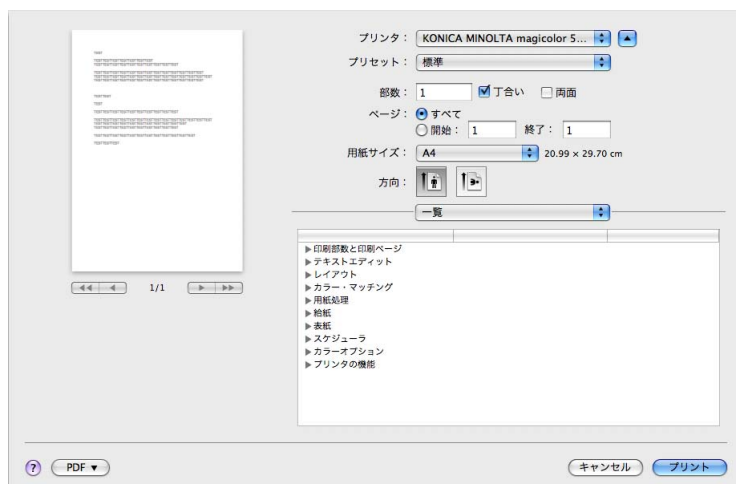 プリンタ： KONICA MINOLTA magicolor 5...
プリセット： 標準
部数： 1 丁合い 両面
ページ： すべて
開始： 1 終了： 1
用紙サイズ： A4 20.99 × 29.70 cm
方向：
一覧
印刷部数と印刷ページ
テキストエディット
レイアウト
カラー・マッチング
用紙処理
給紙
表紙
スケジューラ
カラーオプション
プリンタの機能
1/1
? PDF キャンセル プリント